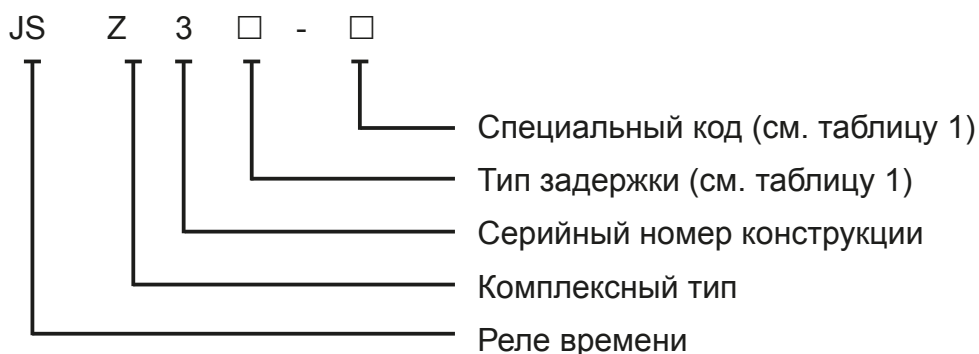 JS Z 3 □ - □
Специальный код (см. таблицу 1)
Тип задержки (см. таблицу 1)
Серийный номер конструкции
Комплексный тип
Реле времени